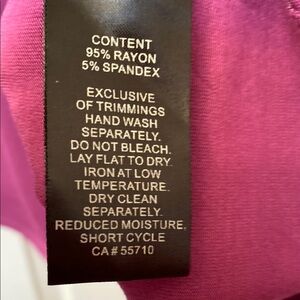 CONTENT
95% RAYON
5% SPANDEX
EXCLUSIVE
OF TRIMMINGS
HAND WASH
SEPARATELY.
DO NOT BLEACH.
LAY FLAT TO DRY.
IRON AT LOW
TEMPERATURE.
DRY CLEAN
SEPARATELY.
REDUCED MOISTURE,
SHORT CYCLE
CA# 55710